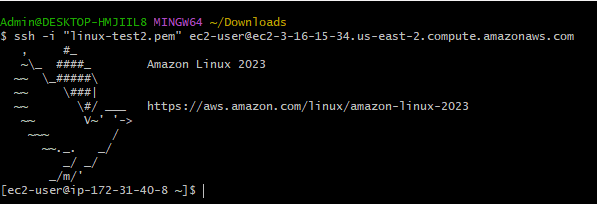 Admin@DESKTOP-HMJIIL8 MINGW64 ~/Downloads
$ ssh -i "linux-test2.pem" ec2-user@ec2-3-16-15-34.us-east-2.compute.amazonaws.com
   ,     #_
   ~\_  ####_        Amazon Linux 2023
  ~~  \_#####\
  ~~     \###|
  ~~       \#/ ___   https://aws.amazon.com/linux/amazon-linux-2023
   ~~       V~' '->
    ~~~         /
      ~~._.   _/
         _/ _/
       _/m/'
[ec2-user@ip-172-31-40-8 ~]$